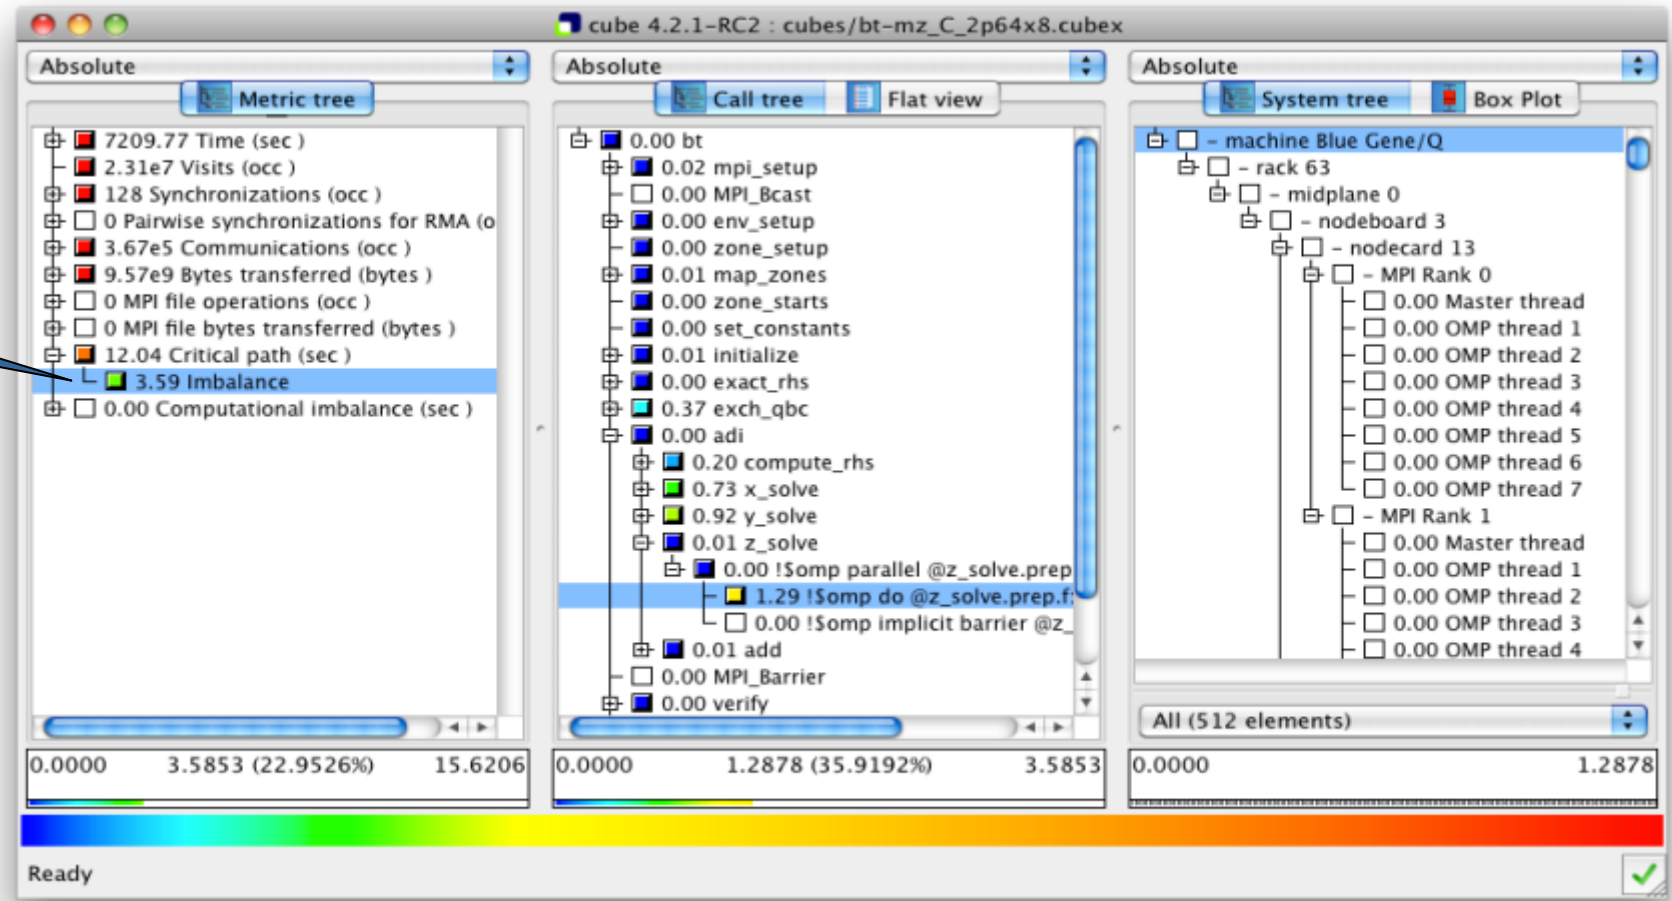 cube 4.2.1-RC2 : cubes/bt-mz_C_2p64x8.cubex
Absolute
Metric tree
7209.77 Time (sec )
2.31e7 Visits (occ )
128 Synchronizations (occ )
0 Pairwise synchronizations for RMA (o
3.67e5 Communications (occ )
9.57e9 Bytes transferred (bytes )
0 MPI file operations (occ )
0 MPI file bytes transferred (bytes )
12.04 Critical path (sec )
3.59 Imbalance
0.00 Computational imbalance (sec )
0.0000 3.5853 (22.9526%) 15.6206
Absolute
Call tree Flat view
0.00 bt
0.02 mpi_setup
0.00 MPI_Bcast
0.00 env_setup
0.00 zone_setup
0.01 map_zones
0.00 zone_starts
0.00 set_constants
0.01 initialize
0.00 exact_rhs
0.37 exch_qbc
0.00 adi
0.20 compute_rhs
0.73 x_solve
0.92 y_solve
0.01 z_solve
0.00 !$omp parallel @z_solve.prep
1.29 !$omp do @z_solve.prep.f:
0.00 !$omp implicit barrier @z_
0.01 add
0.00 MPI_Barrier
0.00 verify
0.0000 1.2878 (35.9192%) 3.5853
Absolute
System tree Box Plot
- machine Blue Gene/Q
- rack 63
- midplane 0
- nodeboard 3
- nodecard 13
- MPI Rank 0
0.00 Master thread
0.00 OMP thread 1
0.00 OMP thread 2
0.00 OMP thread 3
0.00 OMP thread 4
0.00 OMP thread 5
0.00 OMP thread 6
0.00 OMP thread 7
- MPI Rank 1
0.00 Master thread
0.00 OMP thread 1
0.00 OMP thread 2
0.00 OMP thread 3
0.00 OMP thread 4
All (512 elements)
0.0000 1.2878
Ready